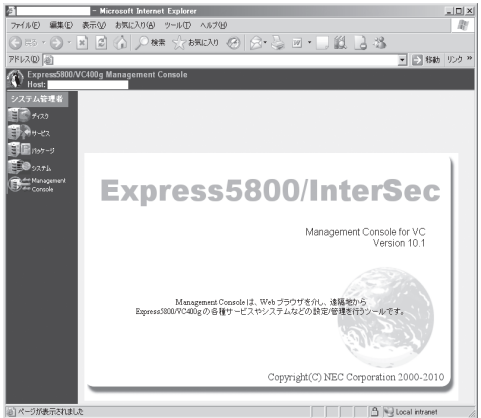 - Microsoft Internet Explorer
ファイル(F) 編集(E) 表示(V) お気に入り(A) ツール(T) ヘルプ(H)
戻る 検索 お気に入り
アドレス(D) 移動 リンク »
Express5800/VC400g Management Console
Host:
システム管理者
ディスク
サービス
パッケージ
システム
Management
Console
Express5800/InterSec
Management Console for VC
Version 10.1
Management Console は、Web ブラウザを介し、遠隔地から
Express5800/VC400g の各種サービスやシステムなどの設定/管理を行うツールです。
Copyright(C) NEC Corporation 2000-2010
ページが表示されました
Local intranet